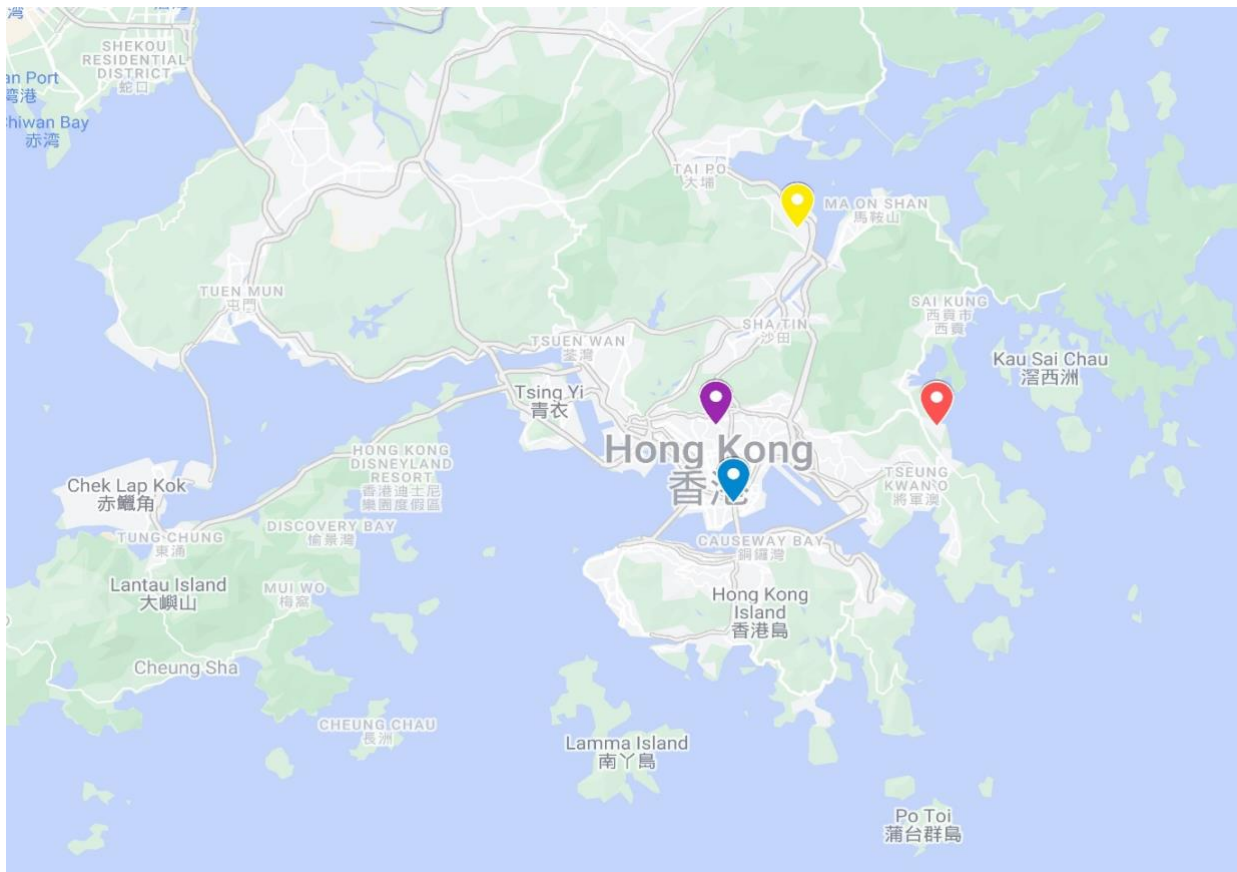 湾
SHEKOU
RESIDENTIAL
DISTRICT
蛇口
an Port
湾港
Chiwan Bay
赤湾
TAI PO
大埔
MA ON SHAN
馬鞍山
TUEN MUN
屯門
SAI KUNG
西貢市
西貢
SHA TIN
沙田
TSUEN WAN
荃灣
Kau Sai Chau
滘西洲
Tsing Yi
青衣
Hong Kong
香港
HONG KONG
DISNEYLAND
RESORT
香港迪士尼
樂園度假區
TSEUNG
KWAN O
將軍澳
Chek Lap Kok
赤鱲角
DISCOVERY BAY
愉景灣
TUNG CHUNG
東涌
CAUSEWAY BAY
銅鑼灣
Lantau Island
大嶼山
MUI WO
梅窩
Hong Kong
Island
香港島
Cheung Sha
CHEUNG CHAU
長洲
Lamma Island
南丫島
Po Toi
蒲台群島